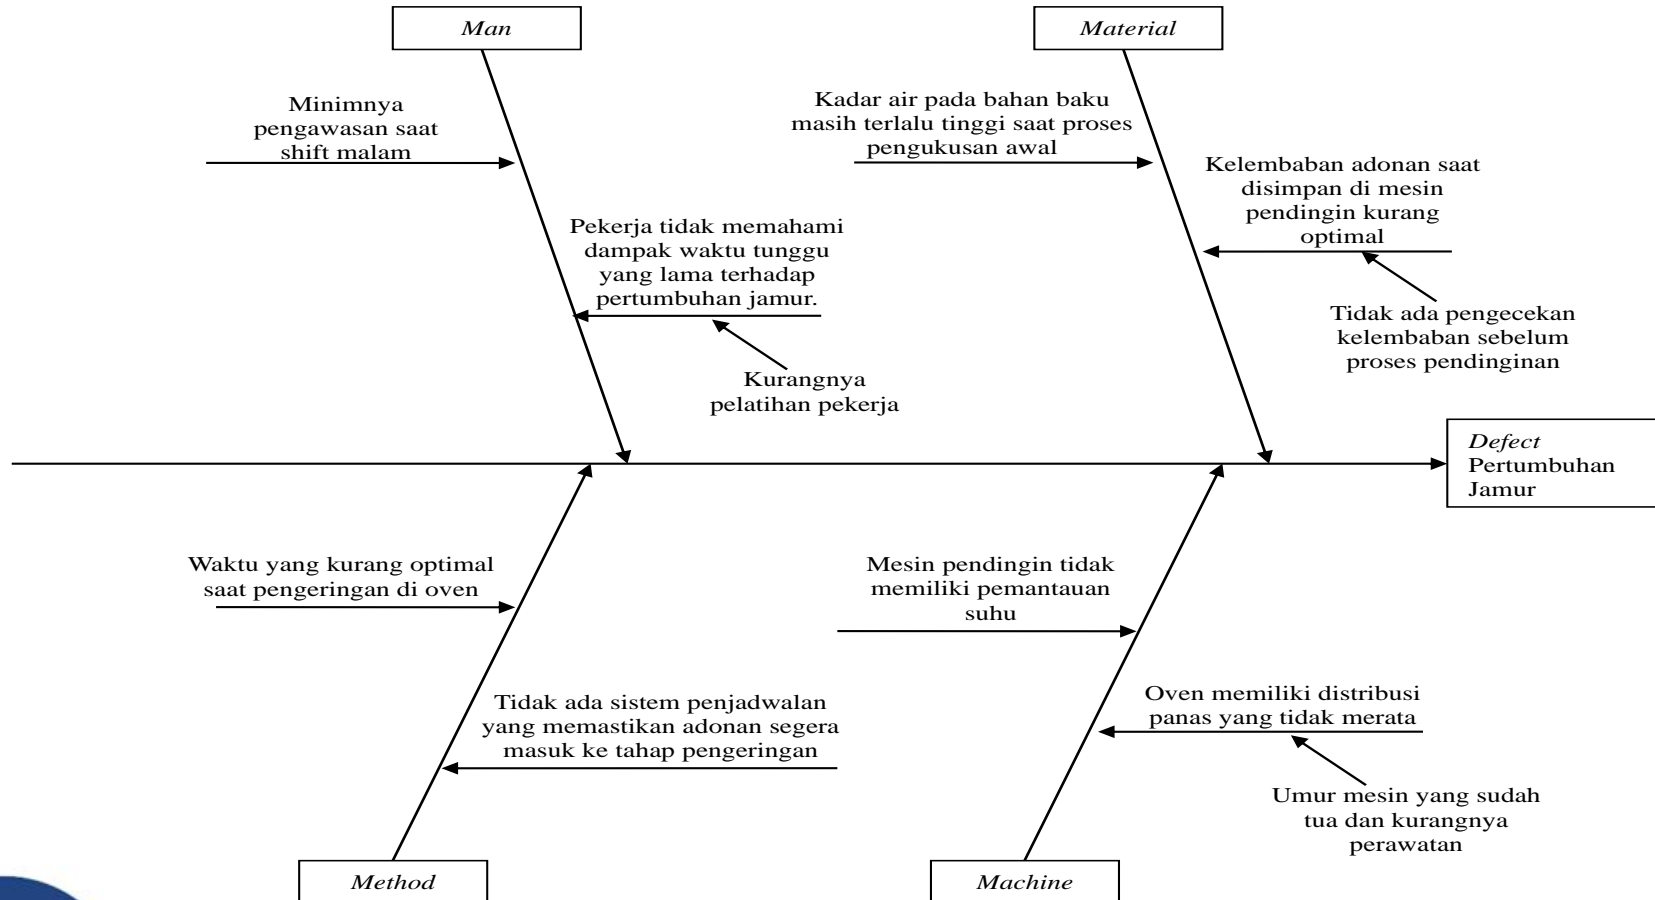 Man
Material
Minimnya
pengawasan saat
shift malam
Kadar air pada bahan baku
masih terlalu tinggi saat proses
pengukusan awal
Kelembaban adonan saat
disimpan di mesin
pendingin kurang
optimal
Pekerja tidak memahami
dampak waktu tunggu
yang lama terhadap
pertumbuhan jamur.
Tidak ada pengecekan
kelembaban sebelum
proses pendinginan
Kurangnya
pelatihan pekerja
Defect
Pertumbuhan
Jamur
Waktu yang kurang optimal
saat pengeringan di oven
Mesin pendingin tidak
memiliki pemantauan
suhu
Tidak ada sistem penjadwalan
yang memastikan adonan segera
masuk ke tahap pengeringan
Oven memiliki distribusi
panas yang tidak merata
Umur mesin yang sudah
tua dan kurangnya
perawatan
Method
Machine